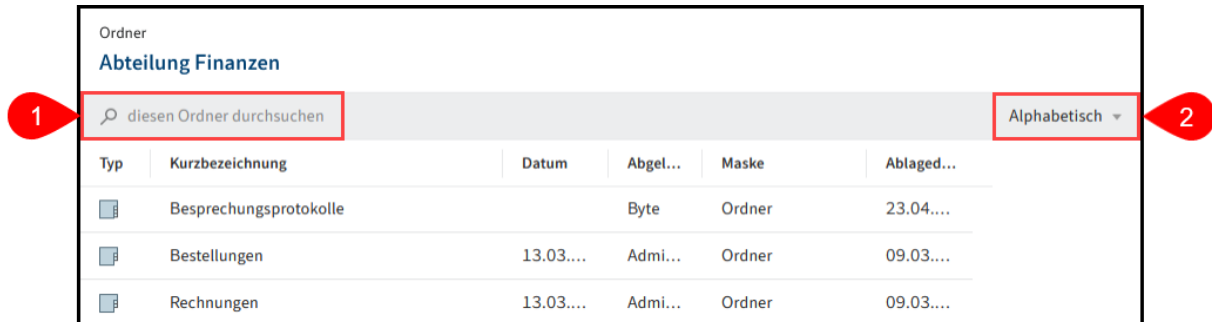 Ordner
Abteilung Finanzen
1 diesen Ordner durchsuchen Alphabetisch 2
Typ Kurzbezeichnung Datum Abgel... Maske Ablaged...
Besprechungsprotokolle Byte Ordner 23.04....
Bestellungen 13.03.... Admi... Ordner 09.03....
Rechnungen 13.03.... Admi... Ordner 09.03....